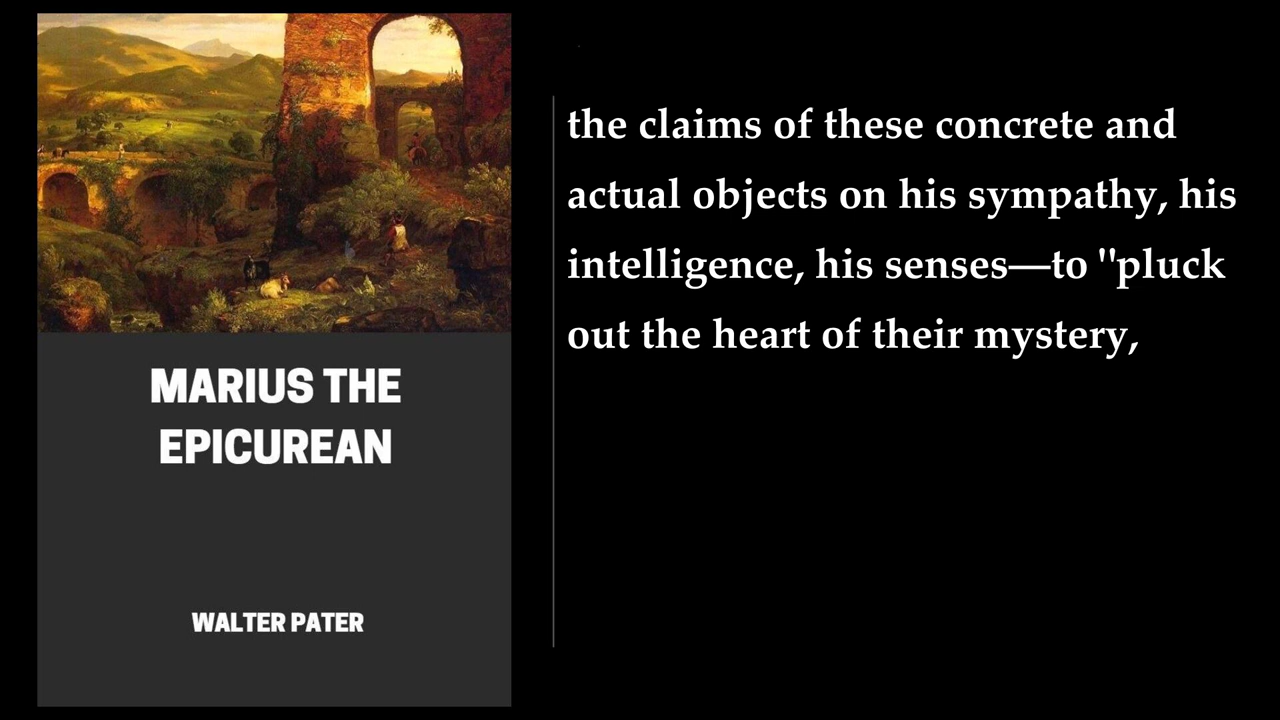 MARIUS THE
EPICUREAN
WALTER PATER
the claims of these concrete and
actual objects on his sympathy, his
intelligence, his senses—to "pluck
out the heart of their mystery,